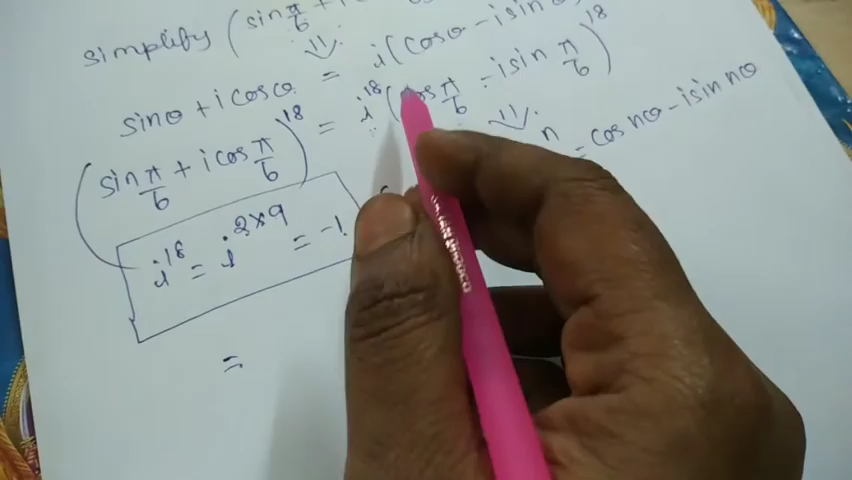 simplify (sin π/6 + i
sinθ + i cosθ = i(cosθ - i sinθ
(sin π/6 + i cos π/6)^18 = i^18 (cos π/6 - i sin π/6)^18
n = cos nθ - i sin nθ
i^18 = i^2×9 = -1
=